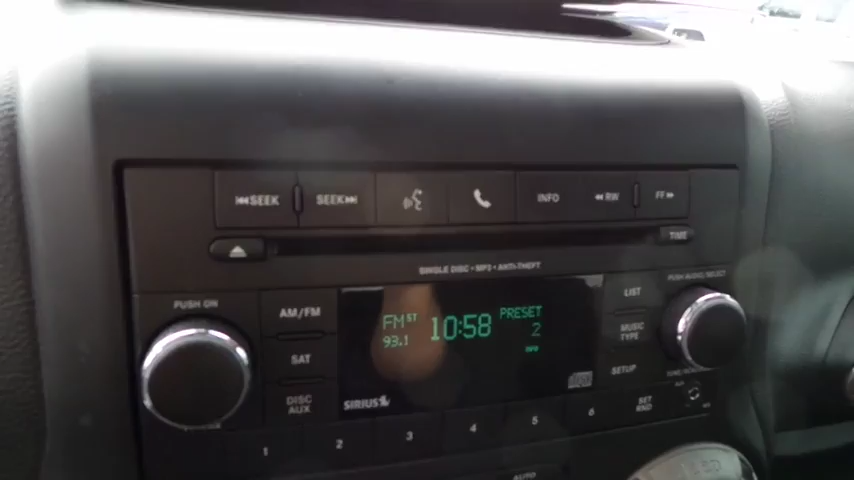 SEEK SEEK INFO RW FF
TIME
SINGLE DISC • MP3 • ANTI-THEFT
PUSH ON
AM/FM
SAT
DISC
AUX
FM ST
93.1
10:58
PRESET
2
SIRIUS
LIST
MUSIC
TYPE
SETUP
PUSH AUDIO/SELECT
SET
RND
1 2 3 4 5 6
AUTO